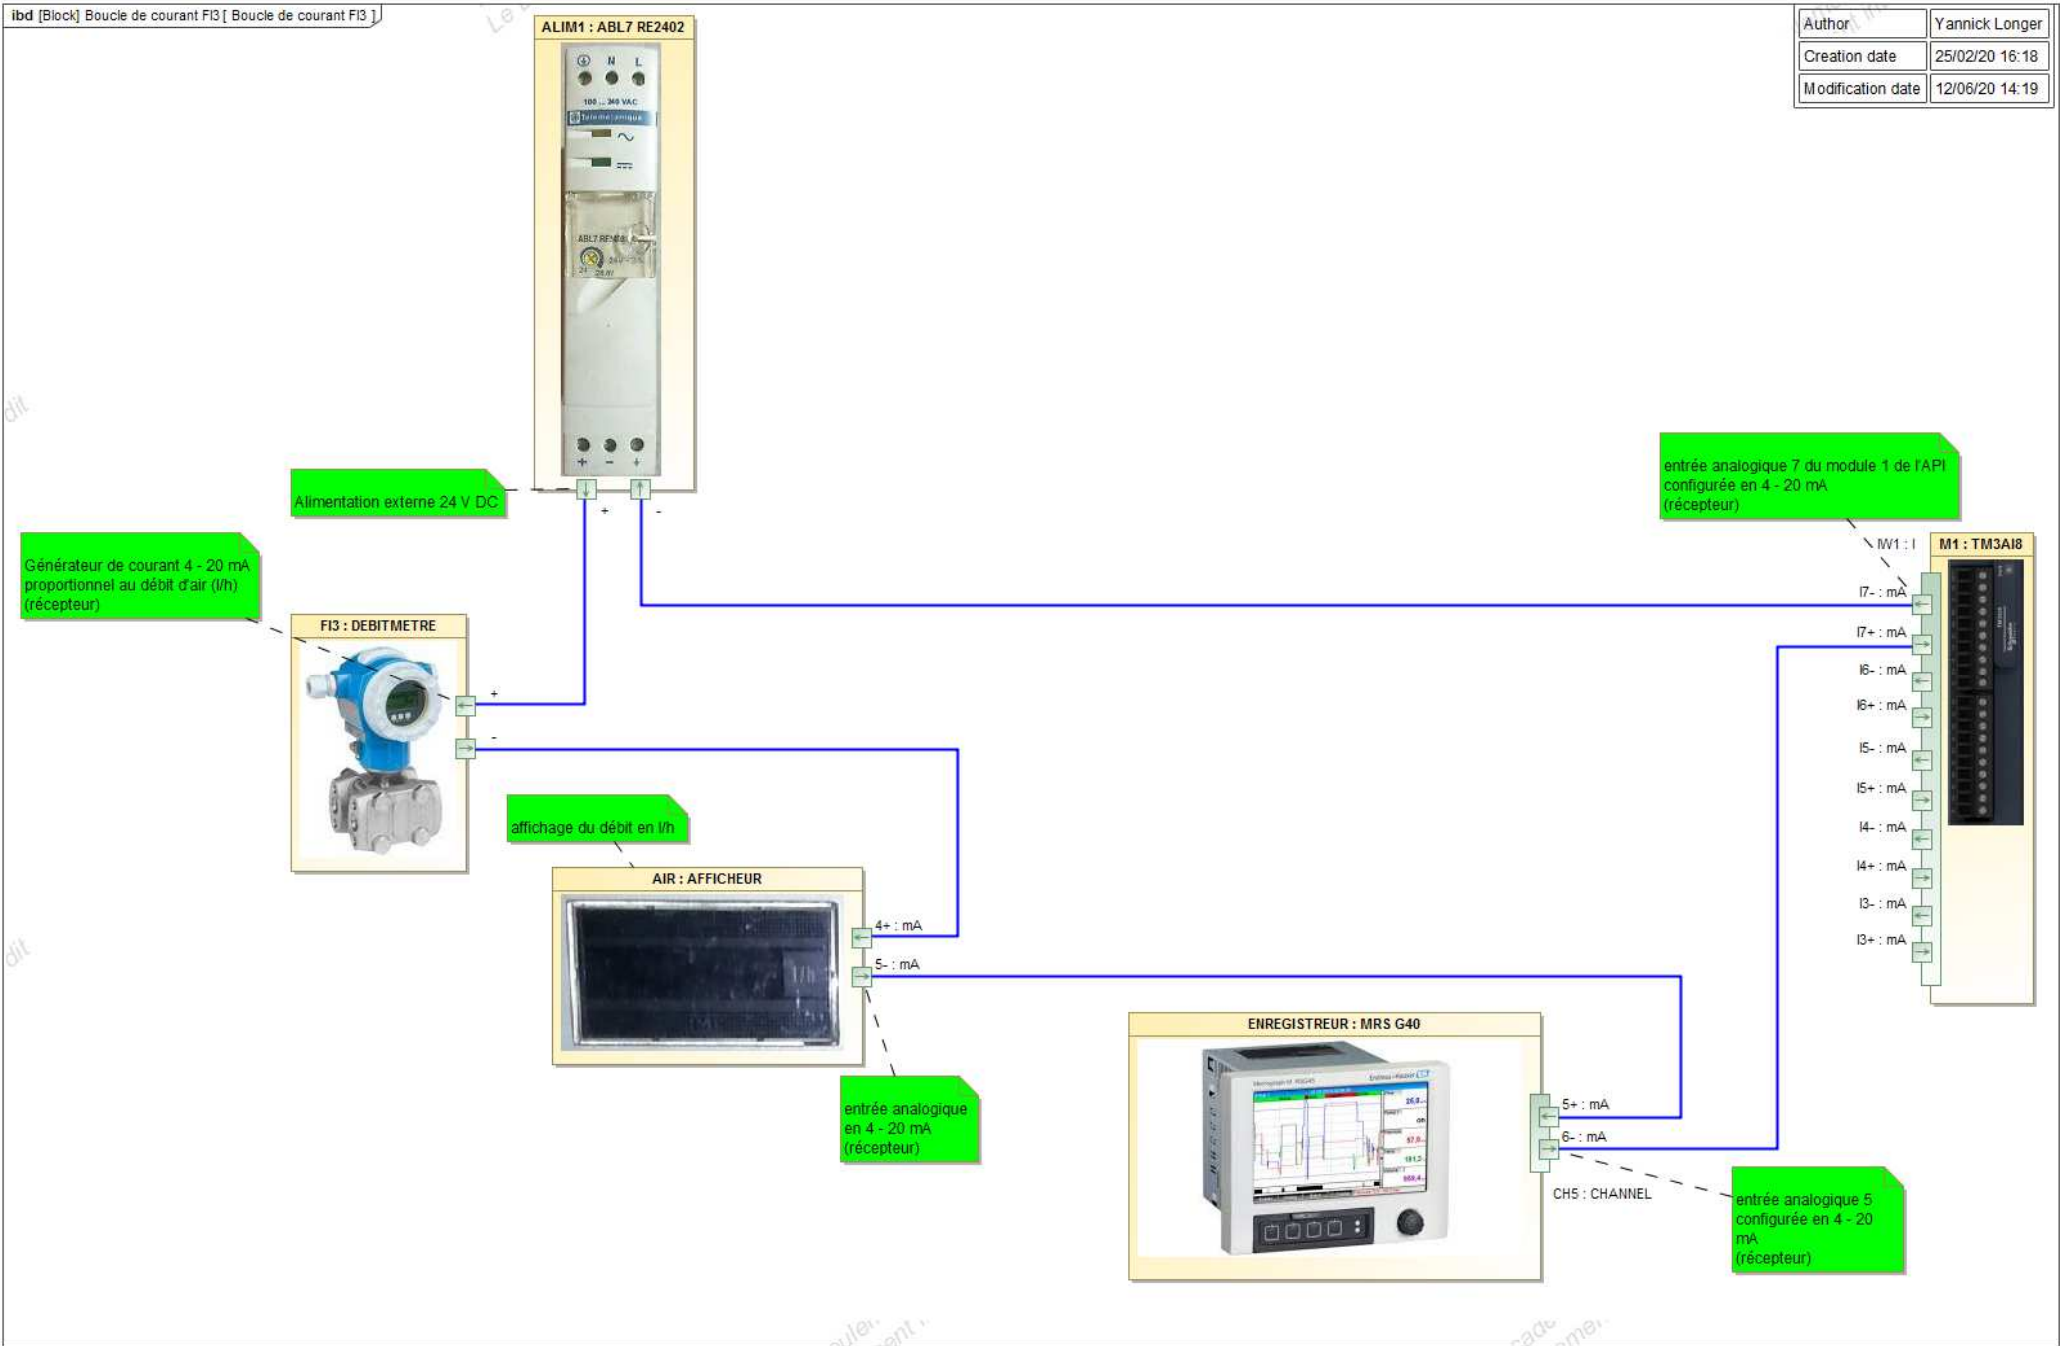 ibd [Block] Boucle de courant FI3 [ Boucle de courant FI3 ]
Author Yannick Longer
Creation date 25/02/20 16:18
Modification date 12/06/20 14:19
ALIM1 : ABL7 RE2402
N L
100 ... 240 VAC
Telemecanique
+ -
Alimentation externe 24 V DC
+
-
entrée analogique 7 du module 1 de l'API
configurée en 4 - 20 mA
(récepteur)
Générateur de courant 4 - 20 mA
proportionnel au débit d'air (l/h)
(récepteur)
IW1 : I
M1 : TM3AI8
I7- : mA
I7+ : mA
I6- : mA
I6+ : mA
I5- : mA
I5+ : mA
I4- : mA
I4+ : mA
I3- : mA
I3+ : mA
FI3 : DEBITMETRE
+
-
affichage du débit en l/h
AIR : AFFICHEUR
l/h
4+ : mA
5- : mA
entrée analogique
en 4 - 20 mA
(récepteur)
ENREGISTREUR : MRS G40
Endress+Hauser
5+ : mA
6- : mA
CH5 : CHANNEL
entrée analogique 5
configurée en 4 - 20
mA
(récepteur)